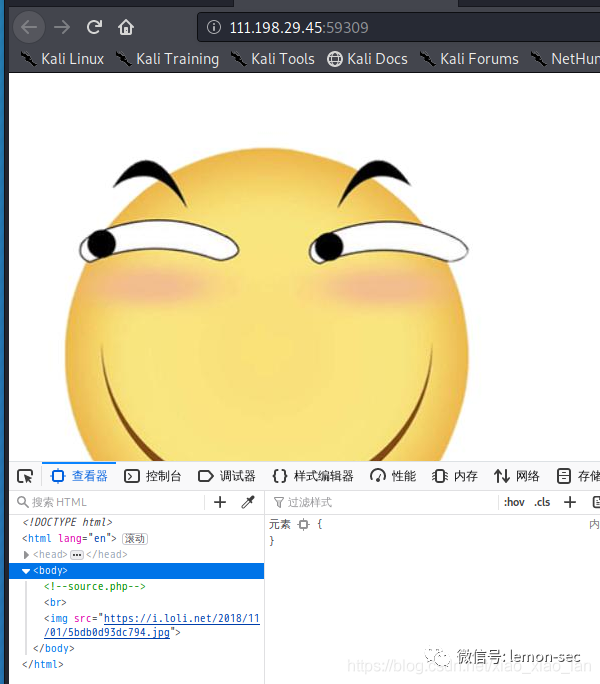 111.198.29.45:59309
Kali Linux Kali Training Kali Tools Kali Docs Kali Forums NetHun
查看器 控制台 调试器 {} 样式编辑器 性能 内存 网络 存储
搜索 HTML + 过滤样式 :hov .cls +
<!DOCTYPE html>
<html lang="en"> 滚动
<head>•••</head>
<body>
<!--source.php-->
<br>
<img src="https://i.loli.net/2018/11
/01/5bdb0d93dc794.jpg">
</body>
</html>
元素 {
}
内
微信号: lemon-sec
https://blog.csdn.net/xiao_xiao_lan